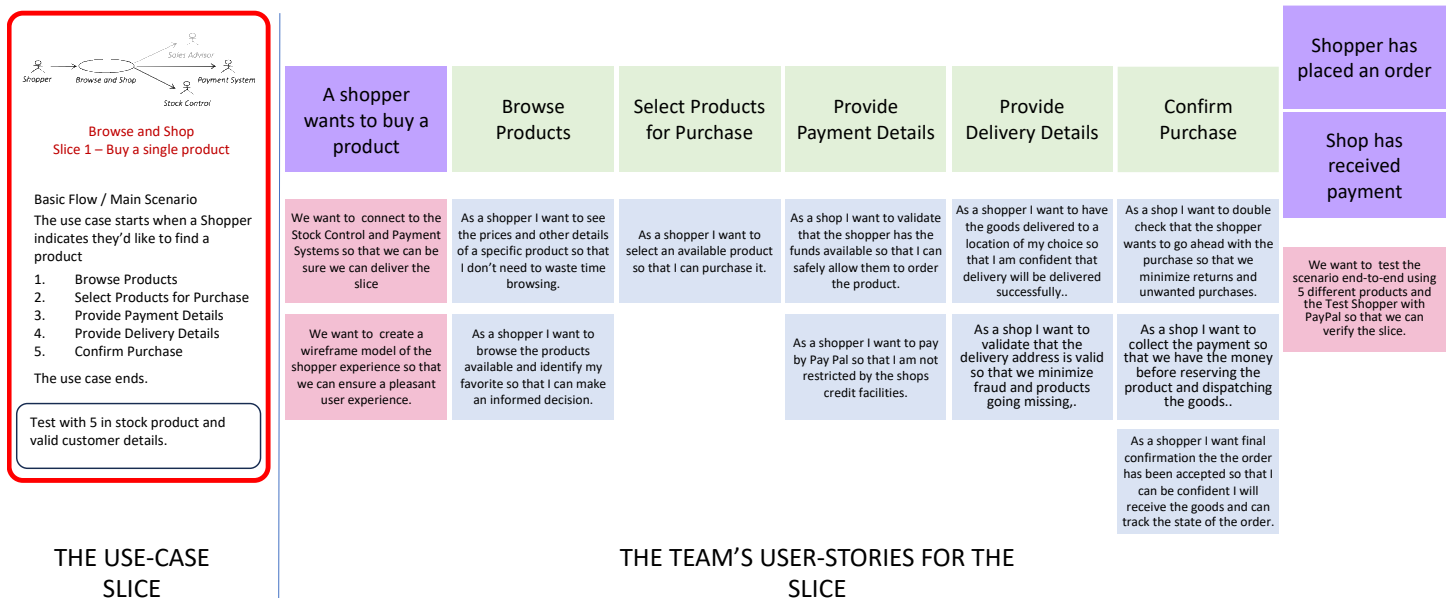 Sales Advisor
Shopper
Browse and Shop
Payment System
Stock Control
Browse and Shop
Slice 1 – Buy a single product
Basic Flow / Main Scenario
The use case starts when a Shopper
indicates they'd like to find a
product
1. Browse Products
2. Select Products for Purchase
3. Provide Payment Details
4. Provide Delivery Details
5. Confirm Purchase
The use case ends.
Test with 5 in stock product and
valid customer details.
THE USE-CASE
SLICE
A shopper
wants to buy a
product
We want to connect to the
Stock Control and Payment
Systems so that we can be
sure we can deliver the
slice
We want to create a
wireframe model of the
shopper experience so that
we can ensure a pleasant
user experience.
Browse
Products
As a shopper I want to see
the prices and other details
of a specific product so that
I don't need to waste time
browsing.
As a shopper I want to
browse the products
available and identify my
favorite so that I can make
an informed decision.
Select Products
for Purchase
As a shopper I want to
select an available product
so that I can purchase it.
Provide
Payment Details
As a shop I want to validate
that the shopper has the
funds available so that I can
safely allow them to order
the product.
As a shopper I want to pay
by Pay Pal so that I am not
restricted by the shops
credit facilities.
Provide
Delivery Details
As a shopper I want to have
the goods delivered to a
location of my choice so
that I am confident that
delivery will be delivered
successfully..
As a shop I want to
validate that the
delivery address is valid
so that we minimize
fraud and products
going missing,.
Confirm
Purchase
As a shop I want to double
check that the shopper
wants to go ahead with the
purchase so that we
minimize returns and
unwanted purchases.
As a shop I want to
collect the payment so
that we have the money
before reserving the
product and dispatching
the goods..
As a shopper I want final
confirmation the the order
has been accepted so that I
can be confident I will
receive the goods and can
track the state of the order.
Shopper has
placed an order
Shop has
received
payment
We want to test the
scenario end-to-end using
5 different products and
the Test Shopper with
PayPal so that we can
verify the slice.
THE TEAM'S USER-STORIES FOR THE
SLICE